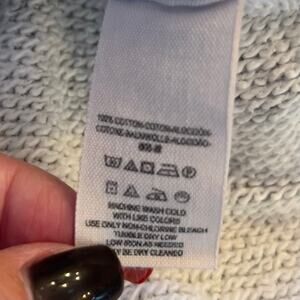 100% COTTON-COTON-ALGODÓN-
COTONE-BAUMWOLLE-ALGODÃO-
MACHINE WASH COLD
WITH LIKE COLORS
USE ONLY NON-CHLORINE BLEACH
TUMBLE DRY LOW
LOW IRON AS NEEDED
BE DRY CLEANED